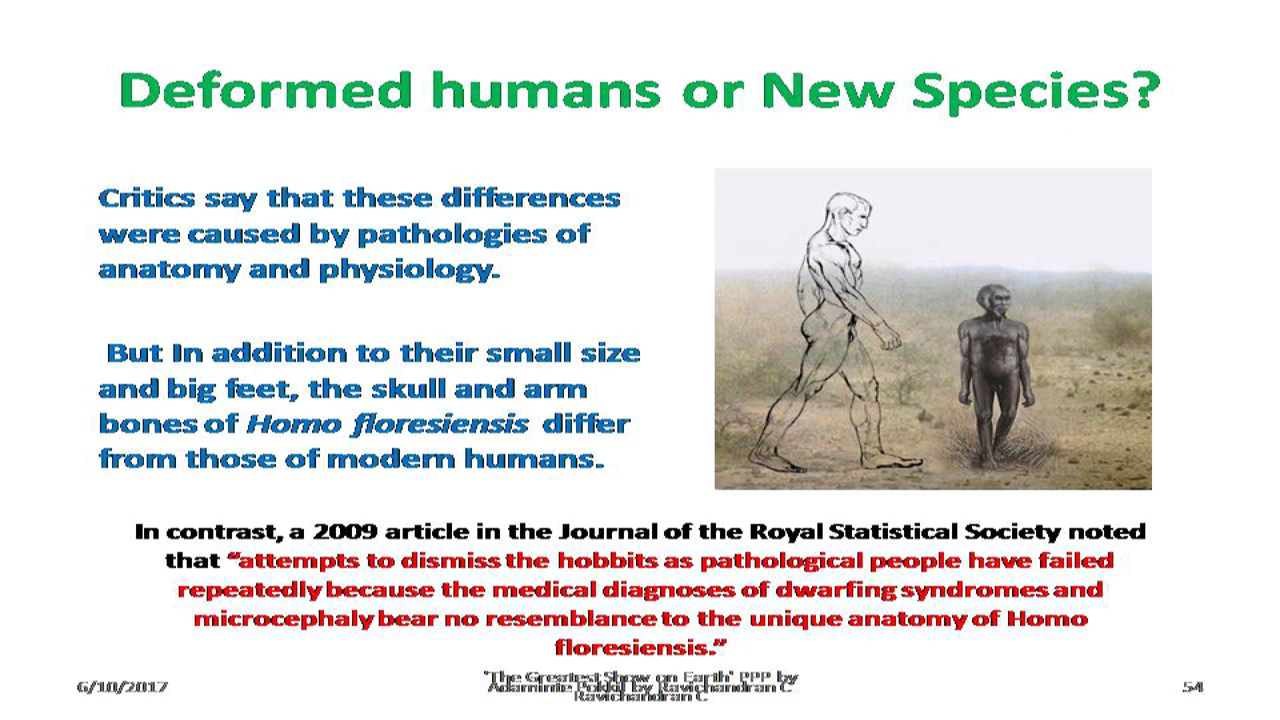 Deformed humans or New Species?
Critics say that these differences
were caused by pathologies of
anatomy and physiology.
But In addition to their small size
and big feet, the skull and arm
bones of Homo floresiensis differ
from those of modern humans.
In contrast, a 2009 article in the Journal of the Royal Statistical Society noted
that “attempts to dismiss the hobbits as pathological people have failed
repeatedly because the medical diagnoses of dwarfing syndromes and
microcephaly bear no resemblance to the unique anatomy of Homo
floresiensis.”
6/10/2017
'The Greatest Show on Earth' PPP by
Ravichandran C
54